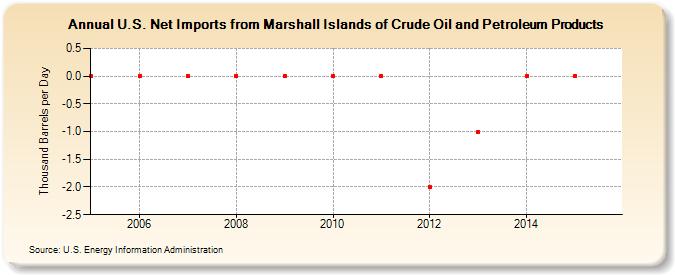 Annual U.S. Net Imports from Marshall Islands of Crude Oil and Petroleum Products
Thousand Barrels per Day
0.5
0.0
-0.5
-1.0
-1.5
-2.0
-2.5
2006 2008 2010 2012 2014
Source: U.S. Energy Information Administration